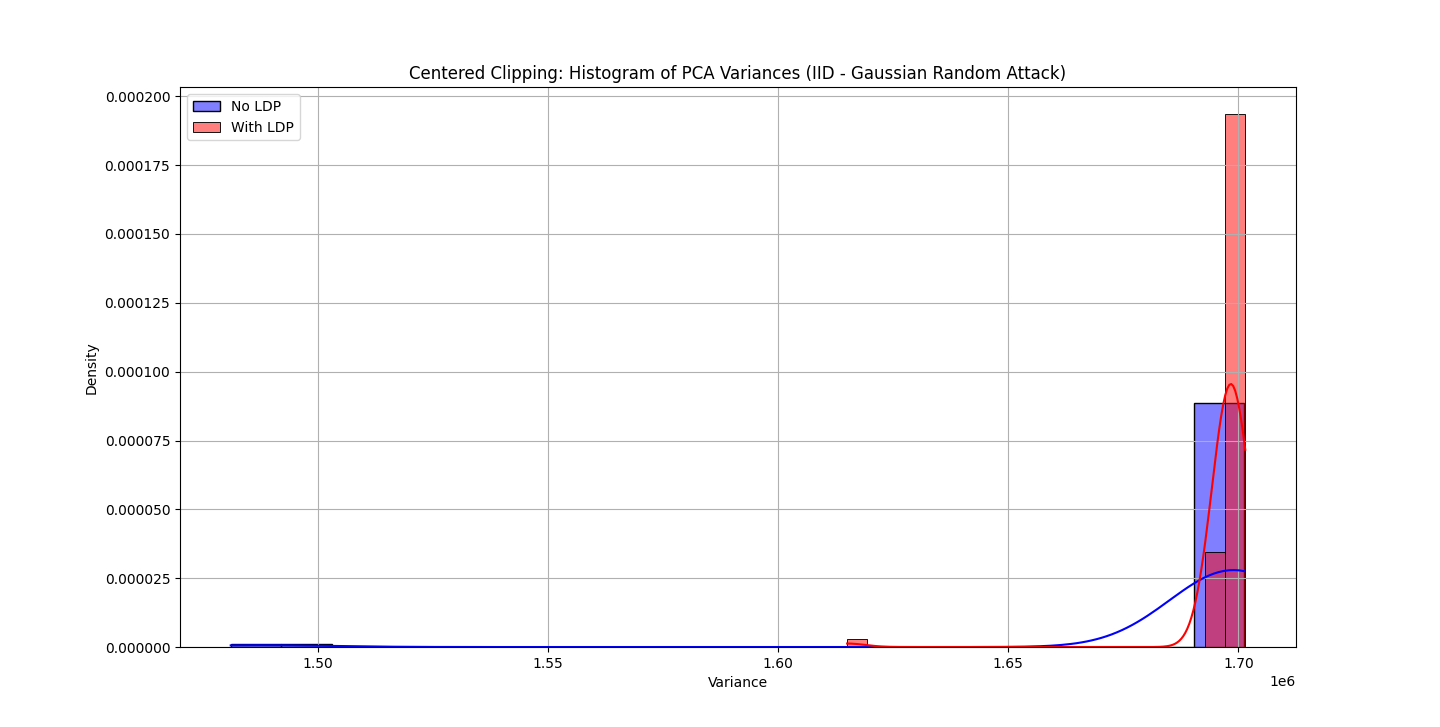 Centered Clipping: Histogram of PCA Variances (IID - Gaussian Random Attack)
No LDP
With LDP
0.000200
0.000175
0.000150
0.000125
0.000100
0.000075
0.000050
0.000025
0.000000
Density
1.50
1.55
1.60
1.65
1.70
1e6
Variance